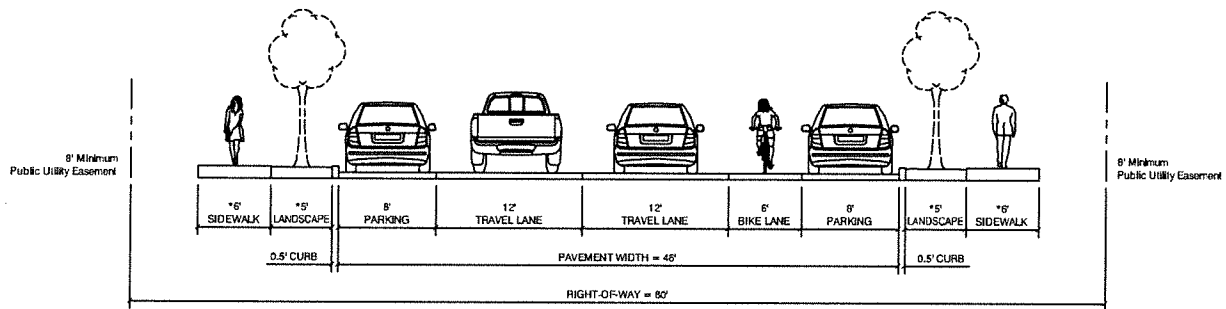 8' Minimum
Public Utility Easement
8' Minimum
Public Utility Easement
*6' *5' 8' 12' 12' 6' 8' *5' *6'
SIDEWALK LANDSCAPE PARKING TRAVEL LANE TRAVEL LANE BIKE LANE PARKING LANDSCAPE SIDEWALK
0.5' CURB PAVEMENT WIDTH = 46' 0.5' CURB
RIGHT-OF-WAY = 80'